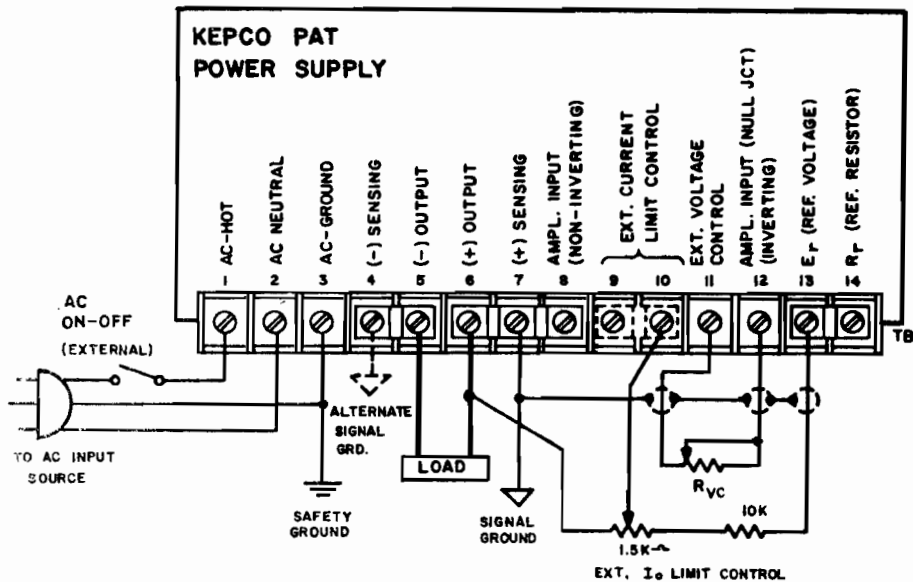 KEPCO PAT
POWER SUPPLY
AC-HOT
AC NEUTRAL
AC-GROUND
(-) SENSING
(-) OUTPUT
(+) OUTPUT
(+) SENSING
AMPL. INPUT
(NON-INVERTING)
EXT. CURRENT
LIMIT CONTROL
EXT. VOLTAGE
CONTROL
AMPL. INPUT (NULL JCT)
(INVERTING)
Er (REF. VOLTAGE)
Rr (REF. RESISTOR)
1 2 3 4 5 6 7 8 9 10 11 12 13 14
TB
AC
ON-OFF
(EXTERNAL)
TO AC INPUT
SOURCE
SAFETY
GROUND
ALTERNATE
SIGNAL
GRD.
LOAD
SIGNAL
GROUND
RVC
10K
1.5K
EXT. Io LIMIT CONTROL